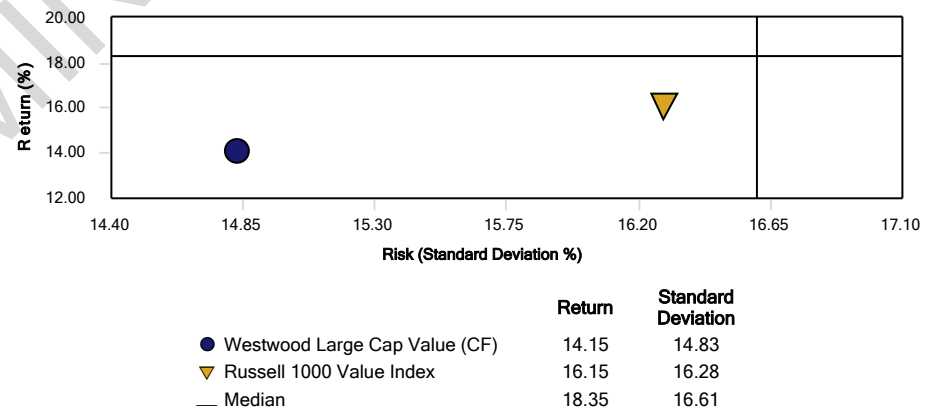 20.00
18.00
16.00
14.00
12.00
Return (%)
14.40 14.85 15.30 15.75 16.20 16.65 17.10
Risk (Standard Deviation %)
Return Standard Deviation
Westwood Large Cap Value (CF) 14.15 14.83
Russell 1000 Value Index 16.15 16.28
Median 18.35 16.61